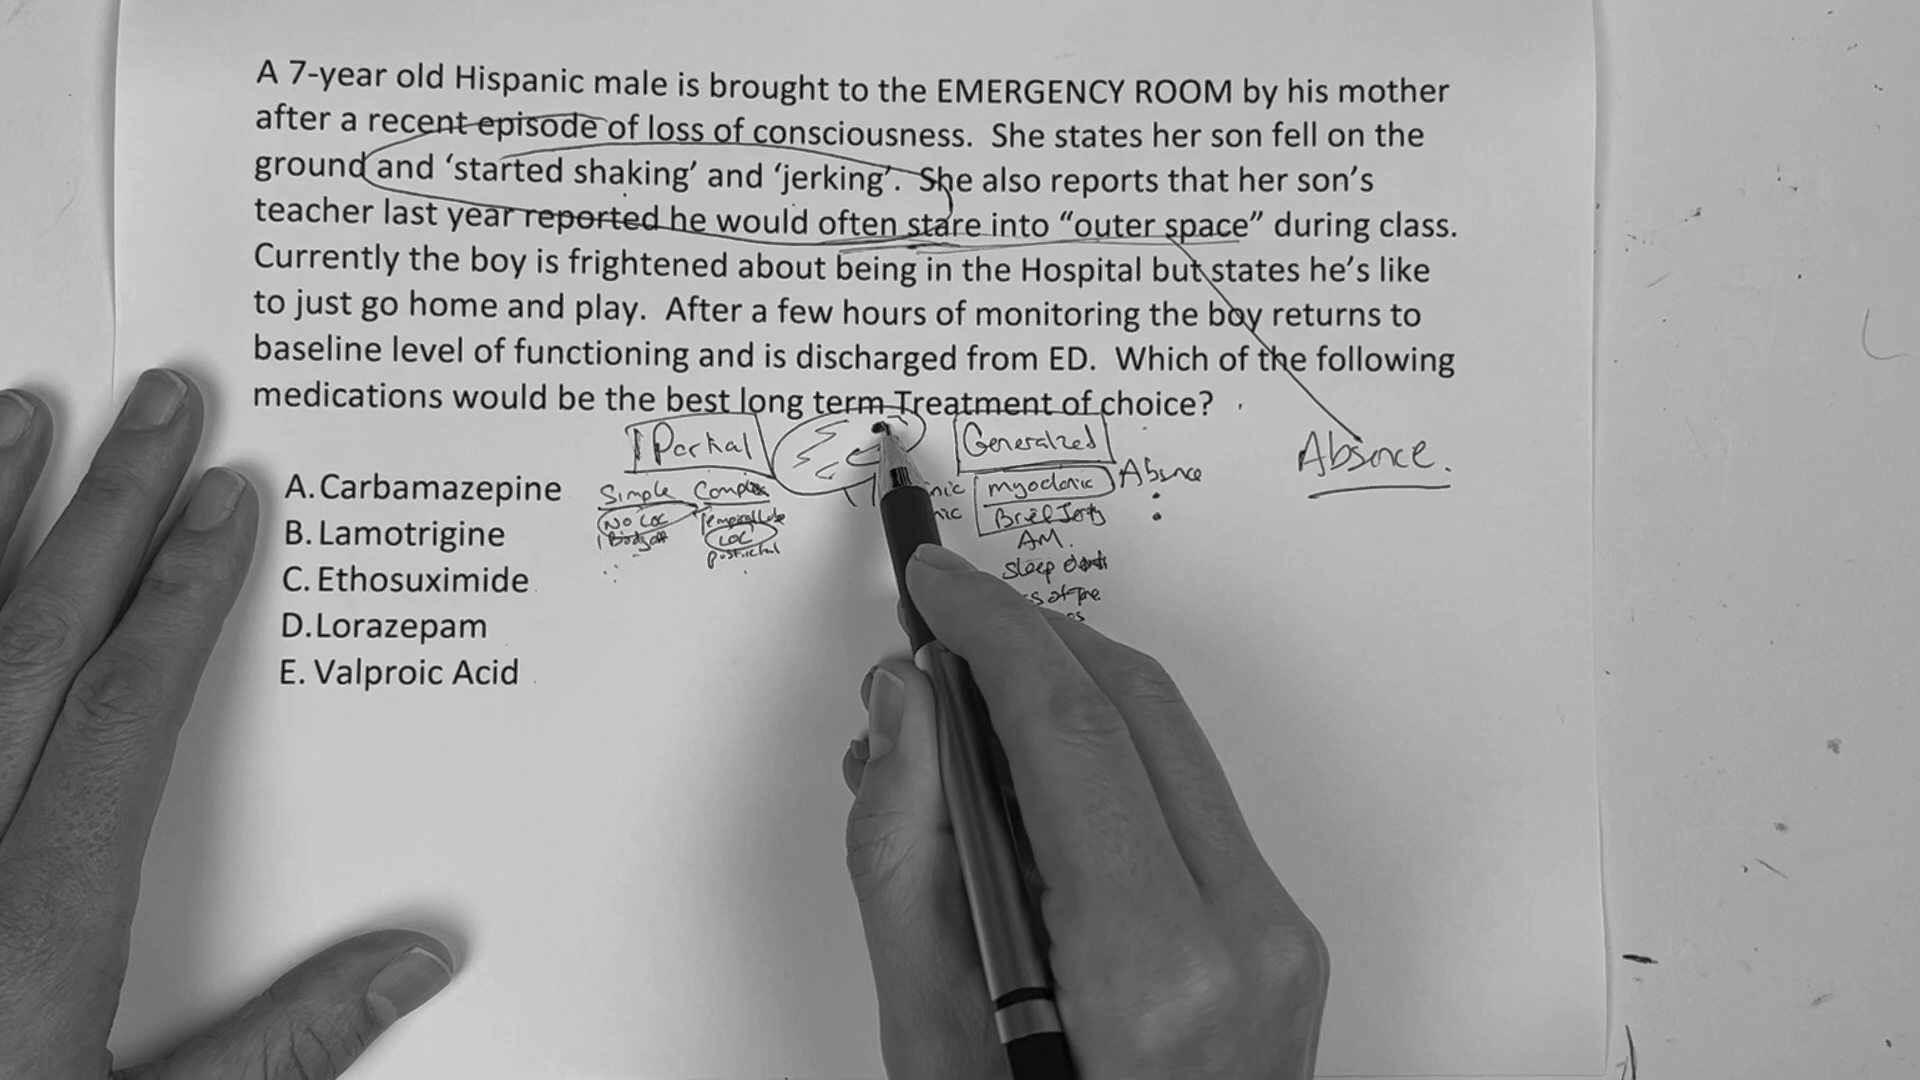 A 7-year old Hispanic male is brought to the EMERGENCY ROOM by his mother
after a recent episode of loss of consciousness. She states her son fell on the
ground and ‘started shaking’ and ‘jerking’. She also reports that her son’s
teacher last year reported he would often stare into “outer space” during class.
Currently the boy is frightened about being in the Hospital but states he’s like
to just go home and play. After a few hours of monitoring the boy returns to
baseline level of functioning and is discharged from ED. Which of the following
medications would be the best long term Treatment of choice?
Partial
Generalzed
Absence.
Simple Complex
myoclonic
Absence
No LOC
LOC
postictal
AM.
sleep
A. Carbamazepine
B. Lamotrigine
C. Ethosuximide
D. Lorazepam
E. Valproic Acid